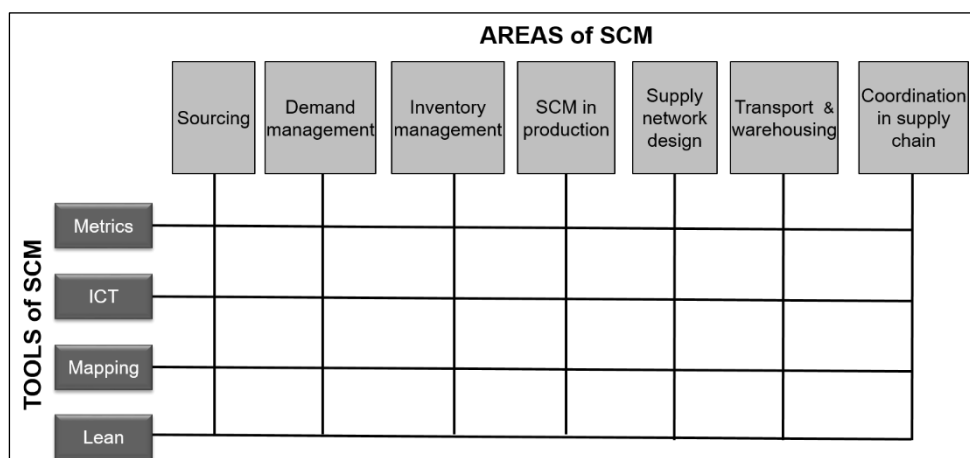 AREAS of SCM
Sourcing
Demand
management
Inventory
management
SCM in
production
Supply
network
design
Transport &
warehousing
Coordination
in supply
chain
TOOLS of SCM
Metrics
ICT
Mapping
Lean